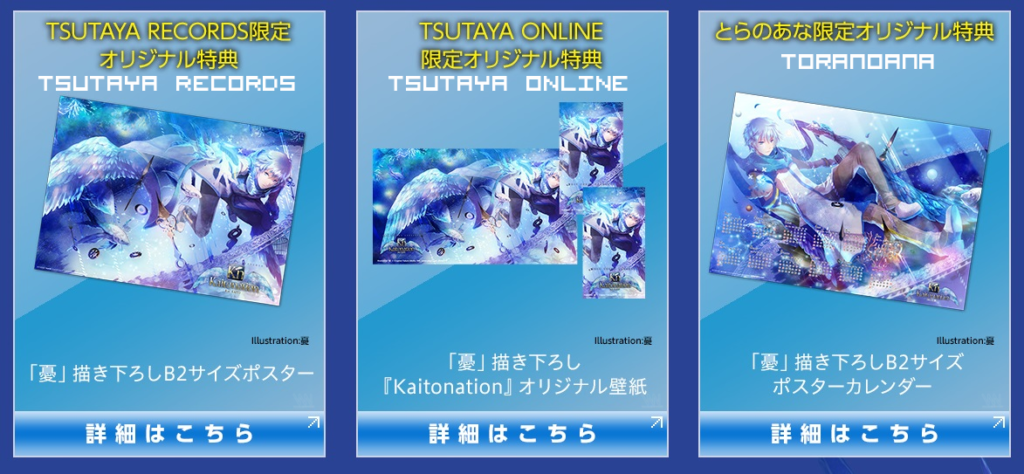 TSUTAYA RECORDS限定
オリジナル特典
TSUTAYA RECORDS
Illustration:憂
「憂」描き下ろしB2サイズポスター
詳細はこちら
TSUTAYA ONLINE
限定オリジナル特典
TSUTAYA ONLINE
Illustration:憂
「憂」描き下ろし
『Kaitonation』オリジナル壁紙
詳細はこちら
とらのあな限定オリジナル特典
TORANOANA
Illustration:憂
「憂」描き下ろしB2サイズ
ポスターカレンダー
詳細はこちら